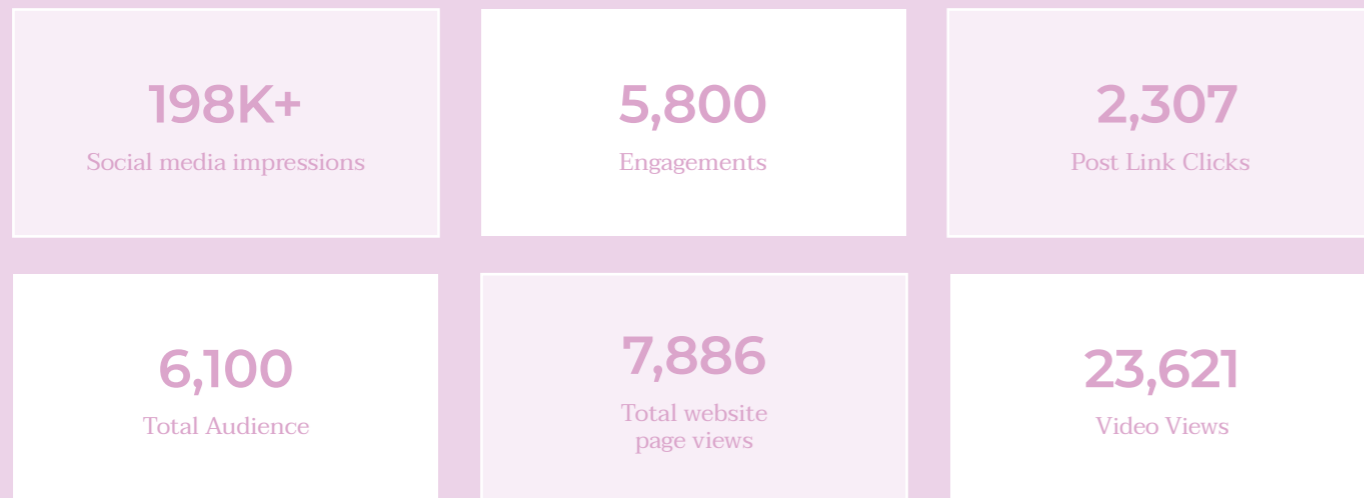 198K+
Social media impressions
5,800
Engagements
2,307
Post Link Clicks
6,100
Total Audience
7,886
Total website
page views
23,621
Video Views